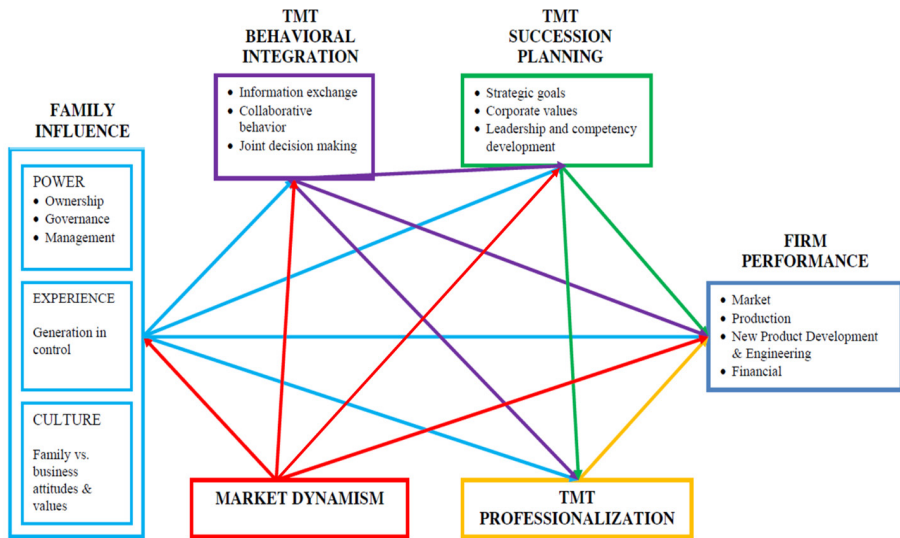 FAMILY
INFLUENCE
POWER
• Ownership
• Governance
• Management
EXPERIENCE
Generation in
control
CULTURE
Family vs.
business
attitudes &
values
TMT
BEHAVIORAL
INTEGRATION
• Information exchange
• Collaborative
behavior
• Joint decision making
TMT
SUCCESSION
PLANNING
• Strategic goals
• Corporate values
• Leadership and competency
development
FIRM
PERFORMANCE
• Market
• Production
• New Product Development
& Engineering
• Financial
MARKET DYNAMISM
TMT
PROFESSIONALIZATION